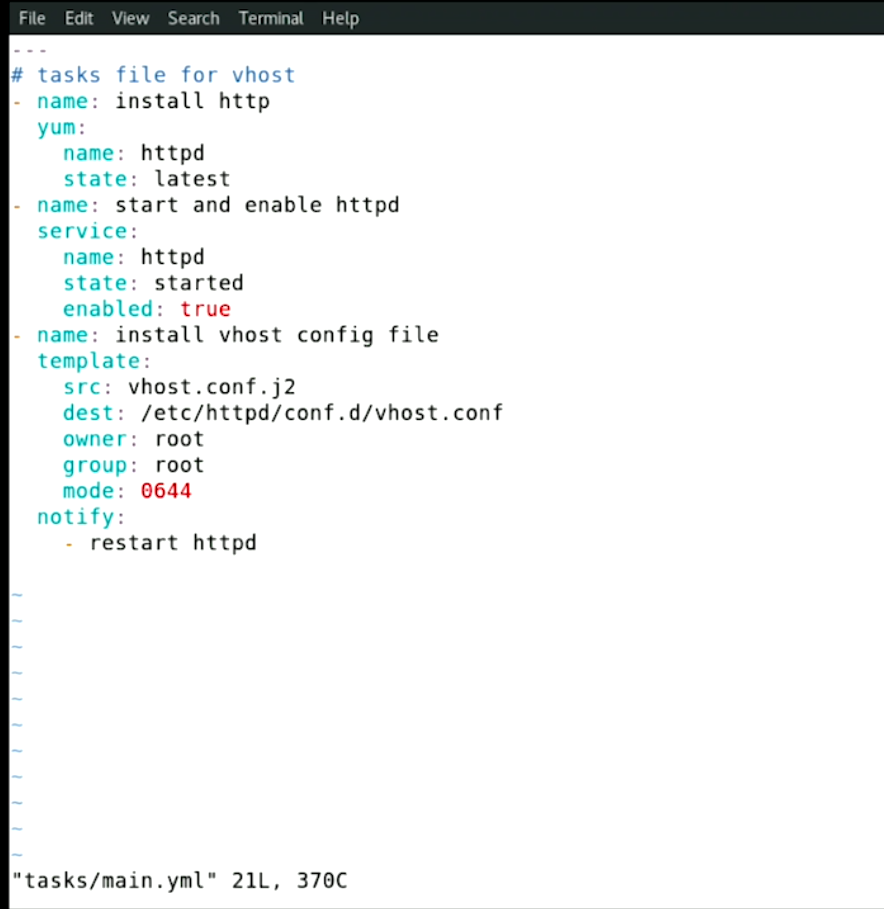 File Edit View Search Terminal Help
---
# tasks file for vhost
- name: install http
  yum:
    name: httpd
    state: latest
- name: start and enable httpd
  service:
    name: httpd
    state: started
    enabled: true
- name: install vhost config file
  template:
    src: vhost.conf.j2
    dest: /etc/httpd/conf.d/vhost.conf
    owner: root
    group: root
    mode: 0644
  notify:
    - restart httpd

~
~
~
~
~
~
~
~
~
~
~
"tasks/main.yml" 21L, 370C